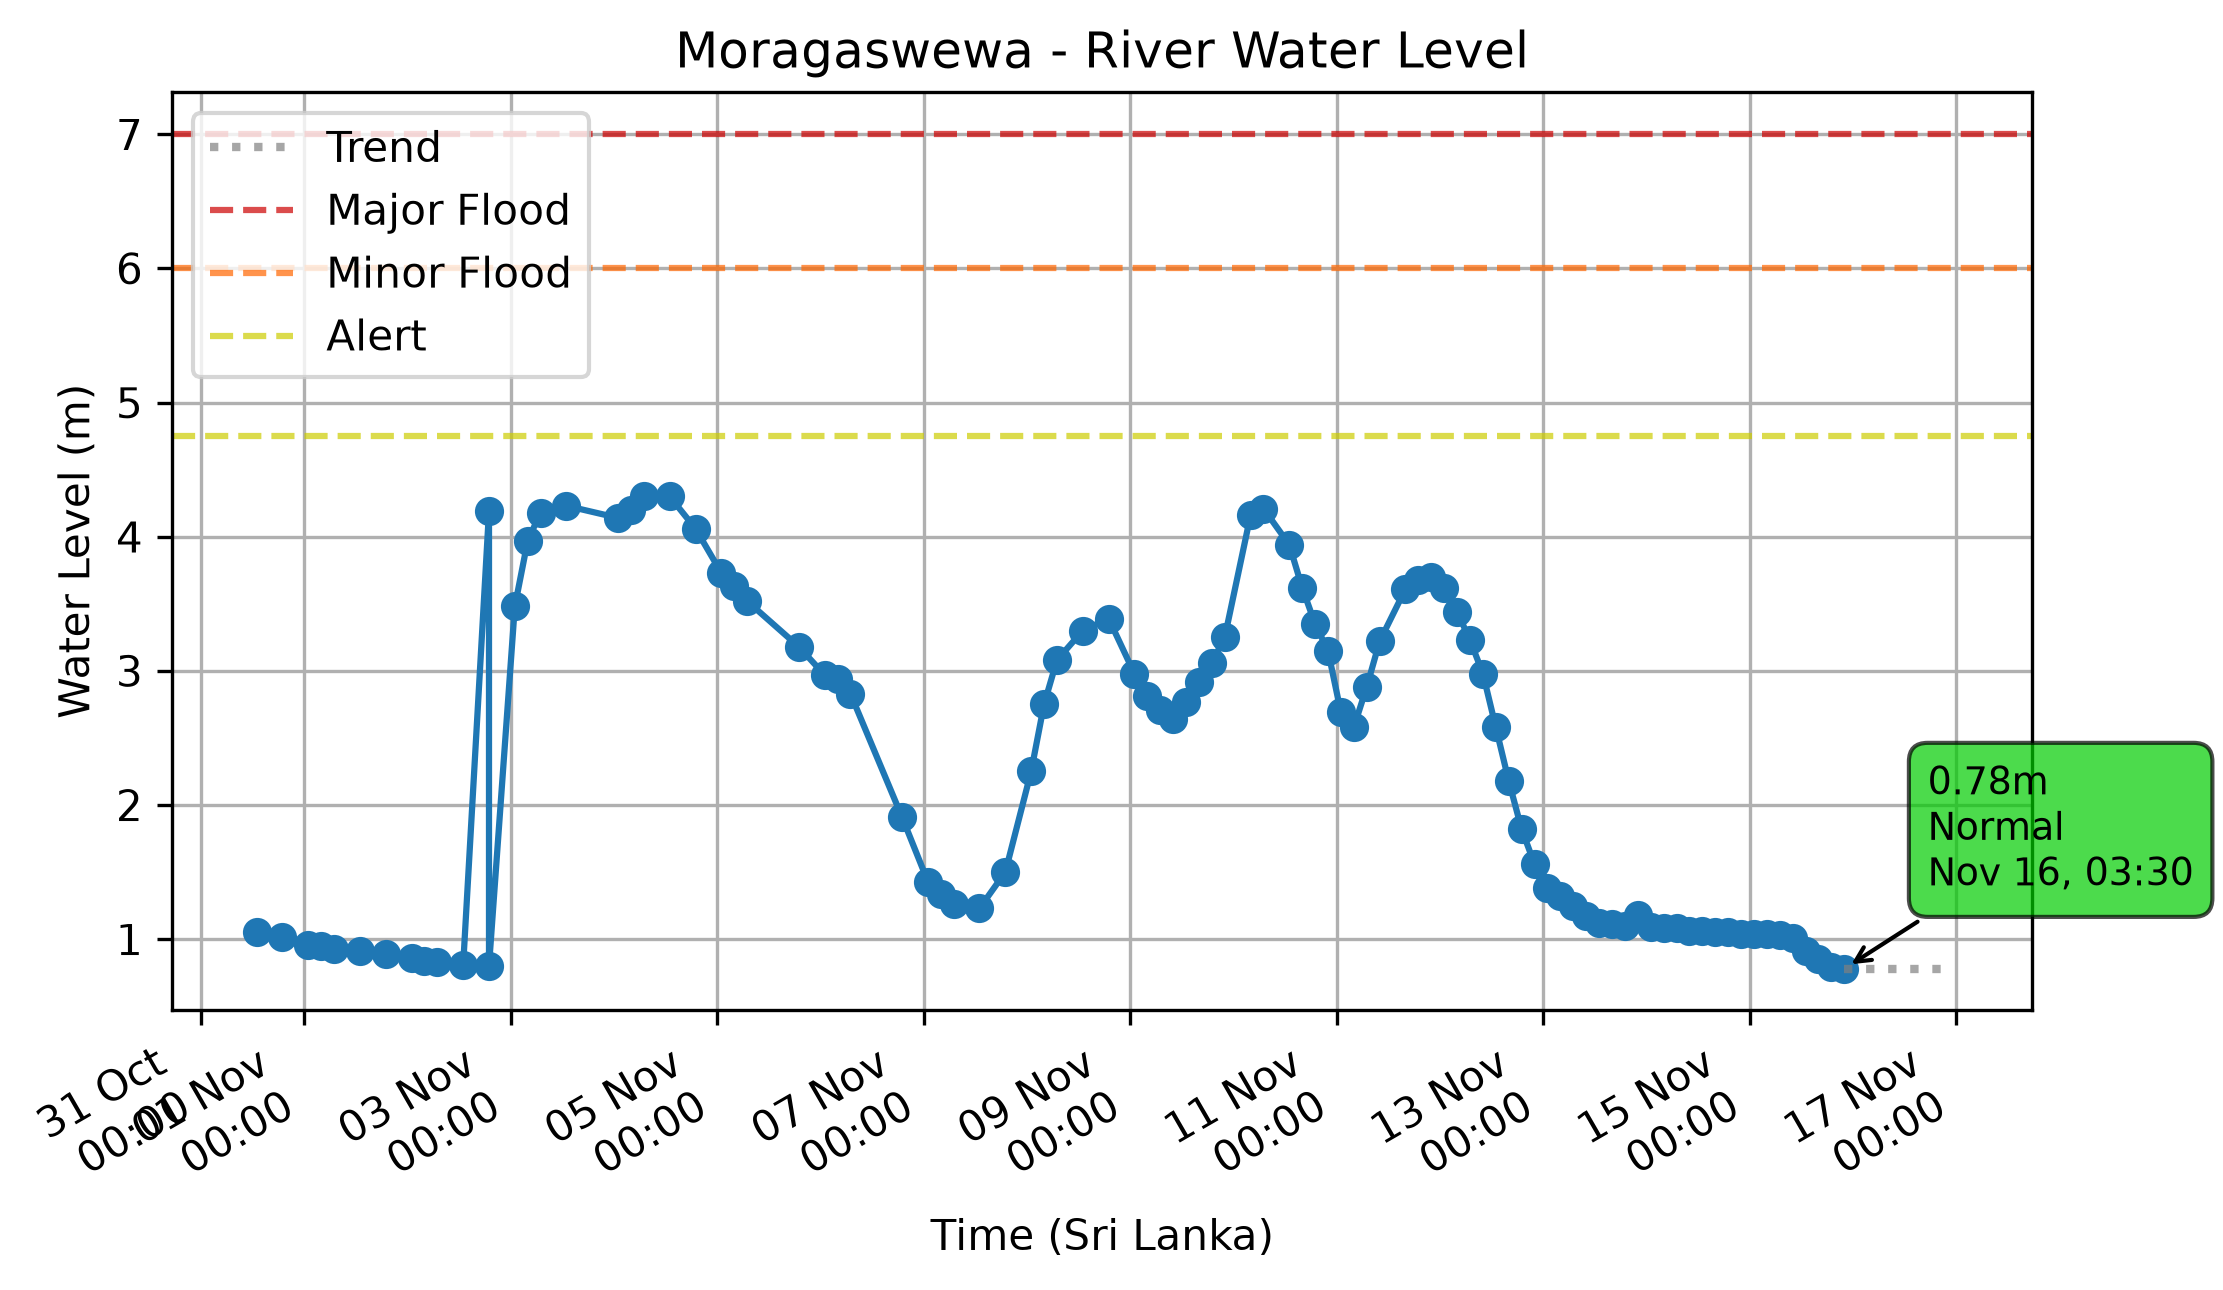 Moragaswewa - River Water Level
Trend
Major Flood
Minor Flood
Alert
7
6
5
4
3
2
1
Water Level (m)
0.78m
Normal
Nov 16, 03:30
31 Oct
00:00
01 Nov
00:00
03 Nov
00:00
05 Nov
00:00
07 Nov
00:00
09 Nov
00:00
11 Nov
00:00
13 Nov
00:00
15 Nov
00:00
17 Nov
00:00
Time (Sri Lanka)